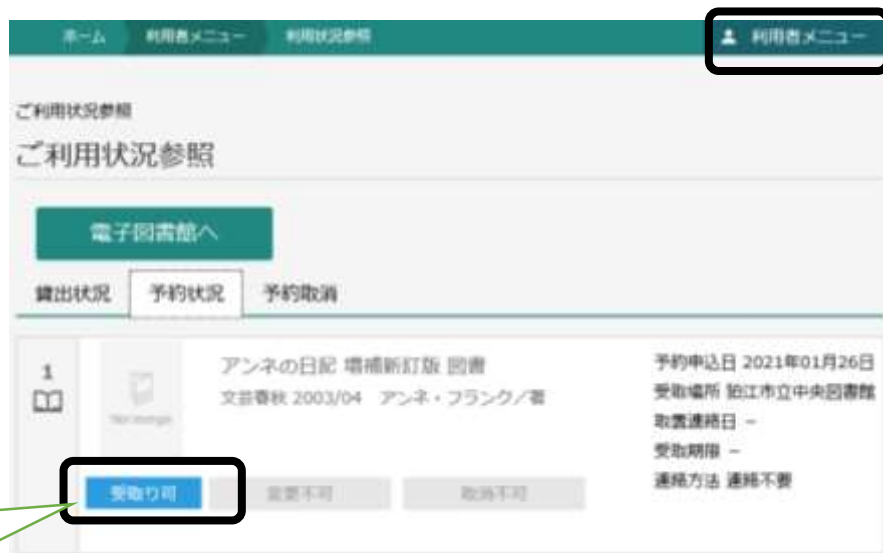 ホーム 利用者メニュー 利用状況参照 利用者メニュー
ご利用状況参照
ご利用状況参照
電子図書館へ
貸出状況 予約状況 予約取消
1
アンネの日記 増補新訂版 図書
文芸春秋 2003/04 アンネ・フランク/著
No image
予約申込日 2021年01月26日
受取場所 狛江市立中央図書館
取置連絡日 −
受取期限 −
連絡方法 連絡不要
受取り可 変更不可 取消不可